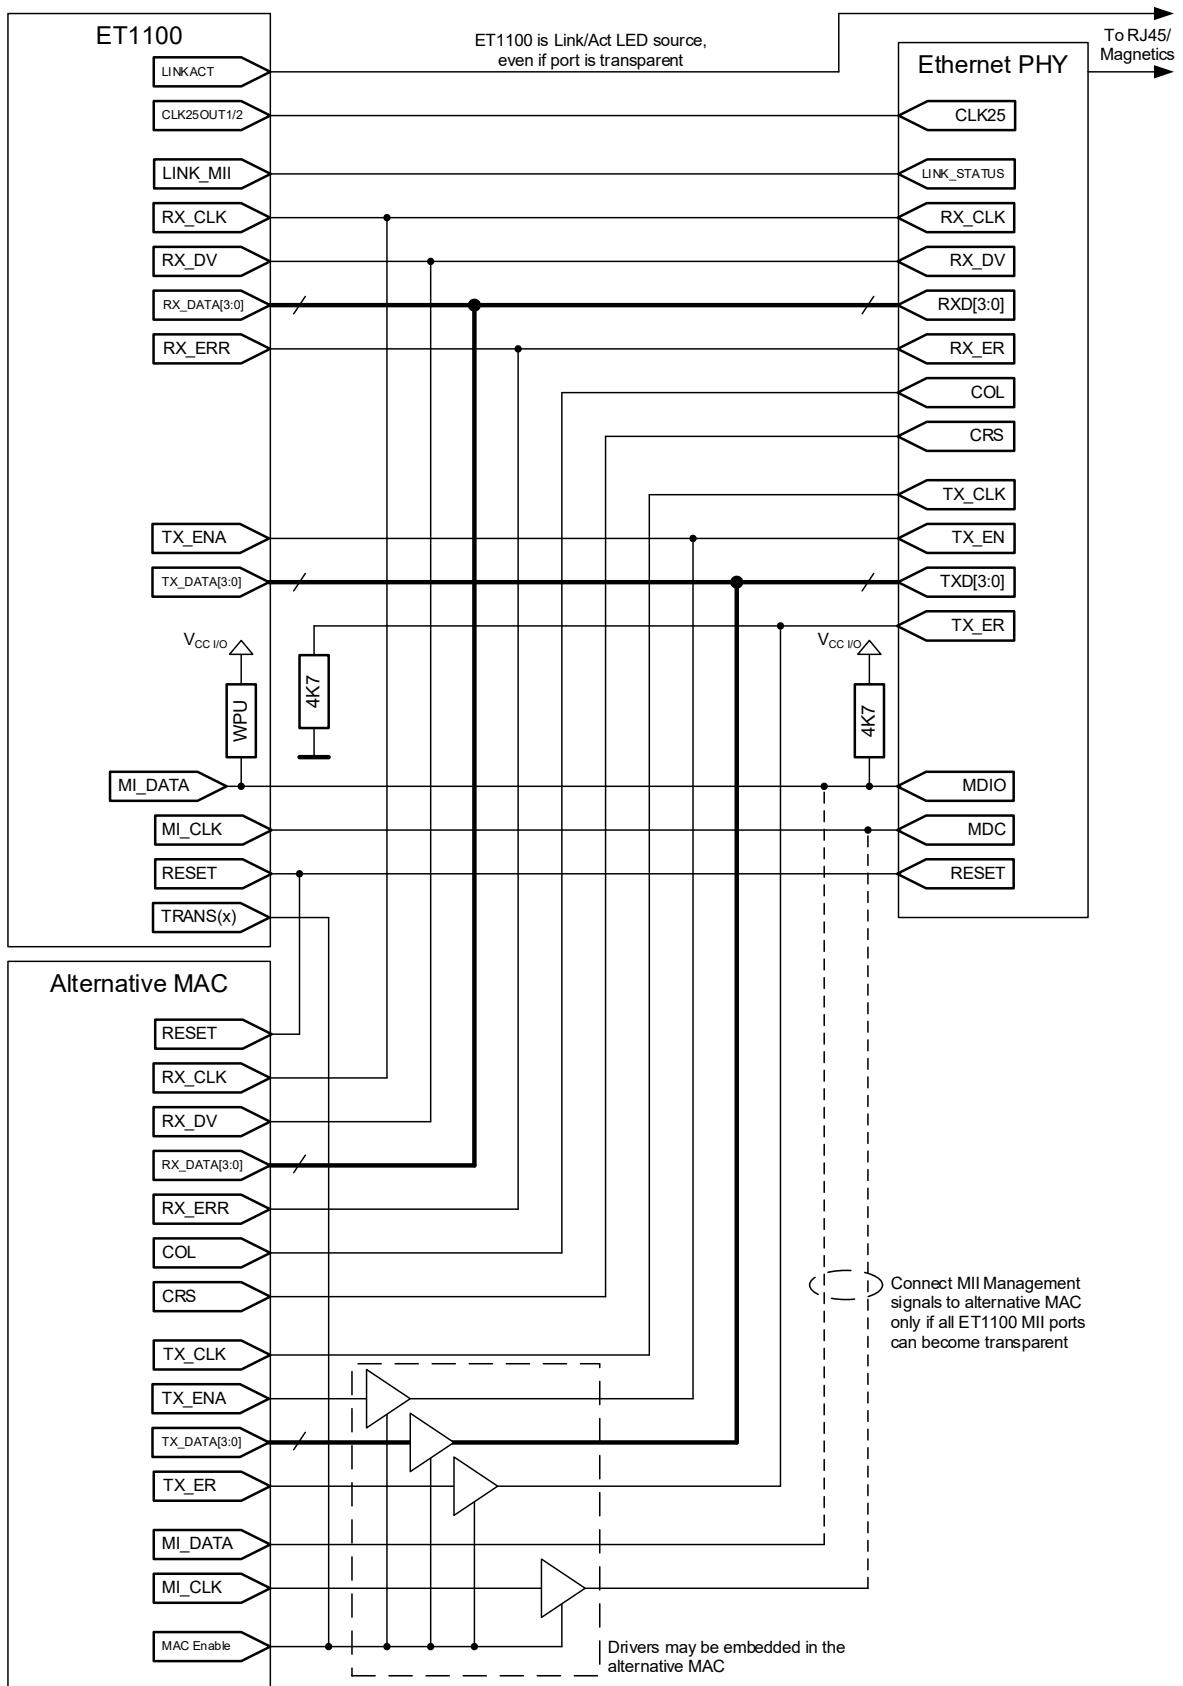 ET1100
ET1100 is Link/Act LED source,
even if port is transparent
To RJ45/
Magnetics
Ethernet PHY
LINKACT
CLK25OUT1/2
CLK25
LINK_MII
LINK_STATUS
RX_CLK
RX_CLK
RX_DV
RX_DV
RX_DATA[3:0]
RXD[3:0]
RX_ERR
RX_ER
COL
CRS
TX_CLK
TX_ENA
TX_EN
TX_DATA[3:0]
TXD[3:0]
TX_ER
VCC I/O
VCC I/O
WPU
4K7
4K7
MI_DATA
MDIO
MI_CLK
MDC
RESET
RESET
TRANS(x)
Alternative MAC
RESET
RX_CLK
RX_DV
RX_DATA[3:0]
RX_ERR
COL
CRS
Connect MII Management
signals to alternative MAC
only if all ET1100 MII ports
can become transparent
TX_CLK
TX_ENA
TX_DATA[3:0]
TX_ER
MI_DATA
MI_CLK
MAC Enable
Drivers may be embedded in the
alternative MAC